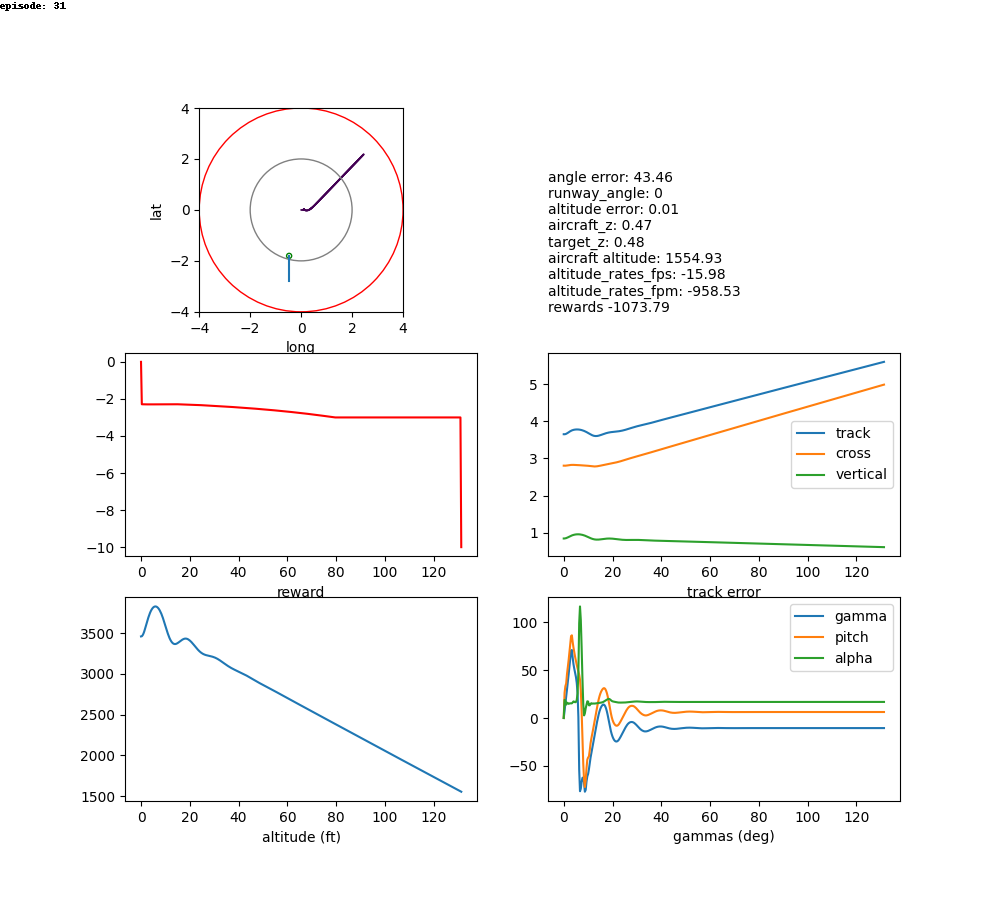 episode: 31
4
2
0
−2
−4
lat
−4 −2 0 2 4
long
angle error: 43.46
runway_angle: 0
altitude error: 0.01
aircraft_z: 0.47
target_z: 0.48
aircraft altitude: 1554.93
altitude_rates_fps: -15.98
altitude_rates_fpm: -958.53
rewards -1073.79
0
−2
−4
−6
−8
−10
0 20 40 60 80 100 120
reward
5
4
3
2
1
track
cross
vertical
0 20 40 60 80 100 120
track error
3500
3000
2500
2000
1500
0 20 40 60 80 100 120
altitude (ft)
100
50
0
−50
gamma
pitch
alpha
0 20 40 60 80 100 120
gammas (deg)